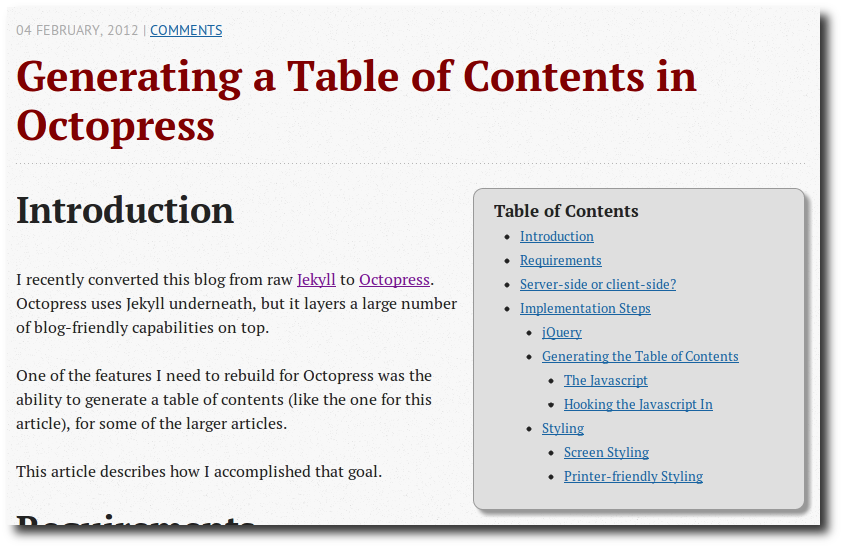 04 FEBRUARY, 2012 | COMMENTS
Generating a Table of Contents in
Octopress
Introduction
I recently converted this blog from raw Jekyll to Octopress.
Octopress uses Jekyll underneath, but it layers a large number
of blog-friendly capabilities on top.
One of the features I need to rebuild for Octopress was the
ability to generate a table of contents (like the one for this
article), for some of the larger articles.
This article describes how I accomplished that goal.
Requirements
Table of Contents
Introduction
Requirements
Server-side or client-side?
Implementation Steps
jQuery
Generating the Table of Contents
The Javascript
Hooking the Javascript In
Styling
Screen Styling
Printer-friendly Styling